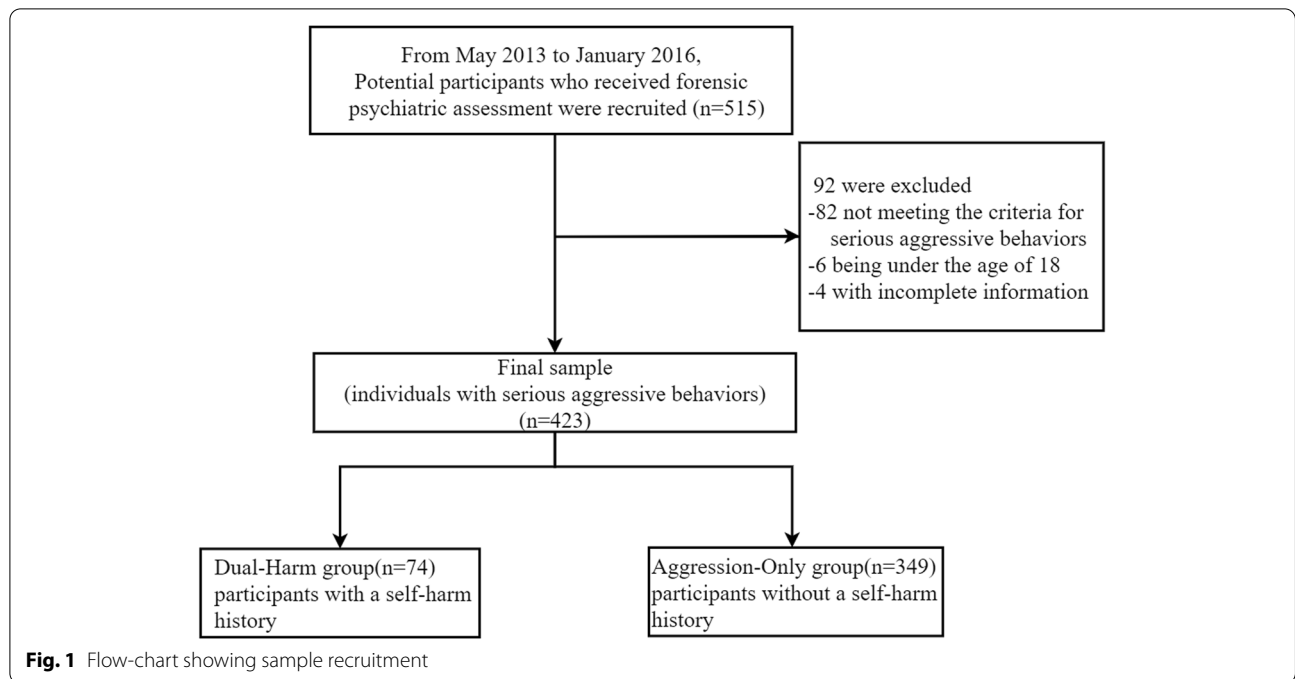 From May 2013 to January 2016,
Potential participants who received forensic
psychiatric assessment were recruited (n=515)
92 were excluded
-82 not meeting the criteria for
serious aggressive behaviors
-6 being under the age of 18
-4 with incomplete information
Final sample
(individuals with serious aggressive behaviors)
(n=423)
Dual-Harm group(n=74)
participants with a self-harm
history
Aggression-Only group(n=349)
participants without a self-harm
history
Fig. 1 Flow-chart showing sample recruitment